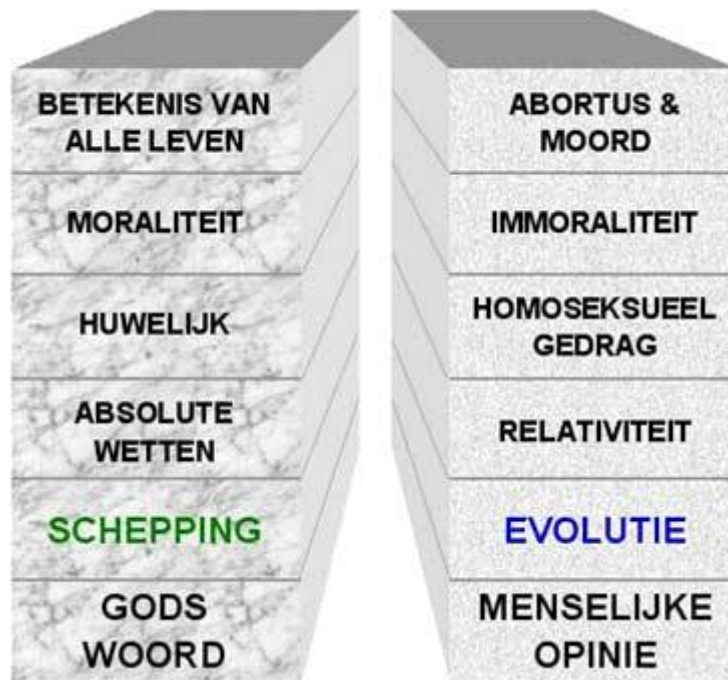 BETEKENIS VAN
ALLE LEVEN
MORALITEIT
HUWELIJK
ABSOLUTE
WETTEN
SCHEPPING
GODS
WOORD
ABORTUS &
MOORD
IMMORALITEIT
HOMOSEKSUEEL
GEDRAG
RELATIVITEIT
EVOLUTIE
MENSELIJKE
OPINIE